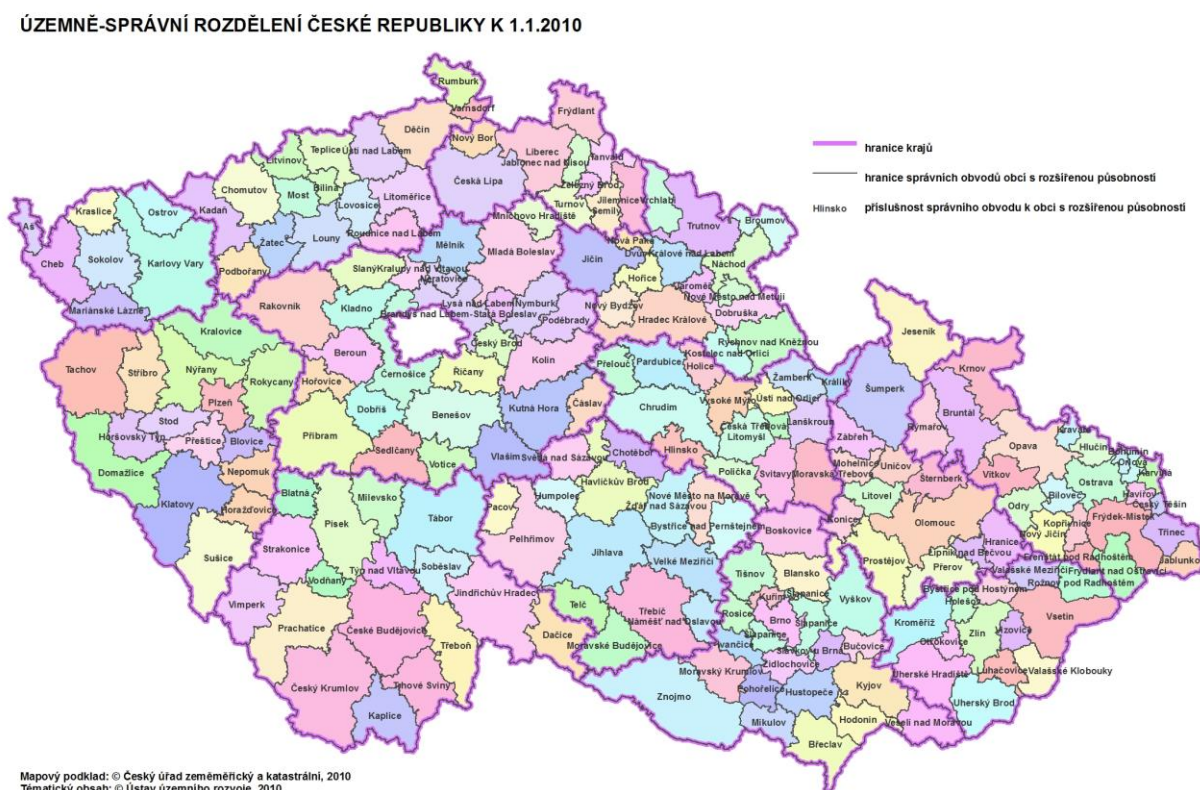 ÚZEMNĚ-SPRÁVNÍ ROZDĚLENÍ ČESKÉ REPUBLIKY K 1.1.2010
hranice krajů
hranice správních obvodů obcí s rozšířenou působností
Hlinsko
příslušnost správního obvodu k obci s rozšířenou působností
Rumburk
Varnsdorf
Frýdlant
Děčín
Nový Bor
Liberec
Jablonec nad Nisou
Tanvald
Teplice
Ústí nad Labem
Litvínov
Česká Lípa
Železný Brod
Jilemnice
Vrchlabí
Chomutov
Most
Bílina
Lovosice
Litoměřice
Turnov
Semily
Trutnov
Broumov
Kraslice
Ostrov
Kadaň
Mnichovo Hradiště
Aš
Roudnice nad Labem
Žatec
Louny
Mělník
Mladá Boleslav
Jičín
Nová Paka
Dvůr Králové nad Labem
Náchod
Cheb
Sokolov
Karlovy Vary
Podbořany
Slaný
Kralupy nad Vltavou
Neratovice
Hořice
Jaroměř
Nové Město nad Metují
Mariánské Lázně
Rakovník
Kladno
Lysá nad Labem
Nymburk
Brandýs nad Labem-Stará Boleslav
Poděbrady
Nový Bydžov
Hradec Králové
Dobruška
Kralovice
Beroun
Český Brod
Kolín
Rychnov nad Kněžnou
Kostelec nad Orlicí
Jeseník
Tachov
Stříbro
Nýřany
Rokycany
Hořovice
Černošice
Říčany
Přelouč
Pardubice
Holice
Žamberk
Králíky
Šumperk
Krnov
Plzeň
Dobříš
Benešov
Kutná Hora
Čáslav
Chrudim
Vysoké Mýto
Ústí nad Orlicí
Stod
Horšovský Týn
Přeštice
Blovice
Příbram
Sedlčany
Votice
Vlašim
Světlá nad Sázavou
Chotěboř
Hlinsko
Česká Třebová
Litomyšl
Lanškroun
Zábřeh
Rýmařov
Bruntál
Opava
Kravaře
Hlučín
Bohumín
Orlová
Karviná
Domažlice
Klatovy
Nepomuk
Horažďovice
Blatná
Milevsko
Tábor
Pacov
Humpolec
Havlíčkův Brod
Polička
Svitavy
Moravská Třebová
Mohelnice
Uničov
Šternberk
Vítkov
Ostrava
Havířov
Český Těšín
Písek
Pelhřimov
Nové Město na Moravě
Žďár nad Sázavou
Bystřice nad Pernštejnem
Litovel
Olomouc
Odry
Bílovec
Kopřivnice
Nový Jičín
Frýdek-Místek
Třinec
Jablunkov
Sušice
Strakonice
Vodňany
Týn nad Vltavou
Soběslav
Jindřichův Hradec
Jihlava
Velké Meziříčí
Boskovice
Konice
Prostějov
Přerov
Lipník nad Bečvou
Hranice
Valašské Meziříčí
Frenštát pod Radhoštěm
Frýdlant nad Ostravicí
Rožnov pod Radhoštěm
Vimperk
Prachatice
České Budějovice
Třeboň
Dačice
Telč
Třebíč
Náměšť nad Oslavou
Moravské Budějovice
Tišnov
Blansko
Kuřim
Šlapanice
Vyškov
Rosice
Brno
Šlapanice
Šlapanice
Ivančice
Slavkov u Brna
Bučovice
Kroměříž
Bystřice pod Hostýnem
Holešov
Otrokovice
Zlín
Vizovice
Vsetín
Český Krumlov
Trhové Sviny
Kaplice
Znojmo
Moravský Krumlov
Pohořelice
Židlochovice
Hustopeče
Kyjov
Uherské Hradiště
Luhačovice
Valašské Klobouky
Uherský Brod
Mikulov
Břeclav
Hodonín
Veselí nad Moravou
Mapový podklad: © Český úřad zeměměřický a katastrální, 2010
Tématický obsah: © Ústav územního rozvoje, 2010